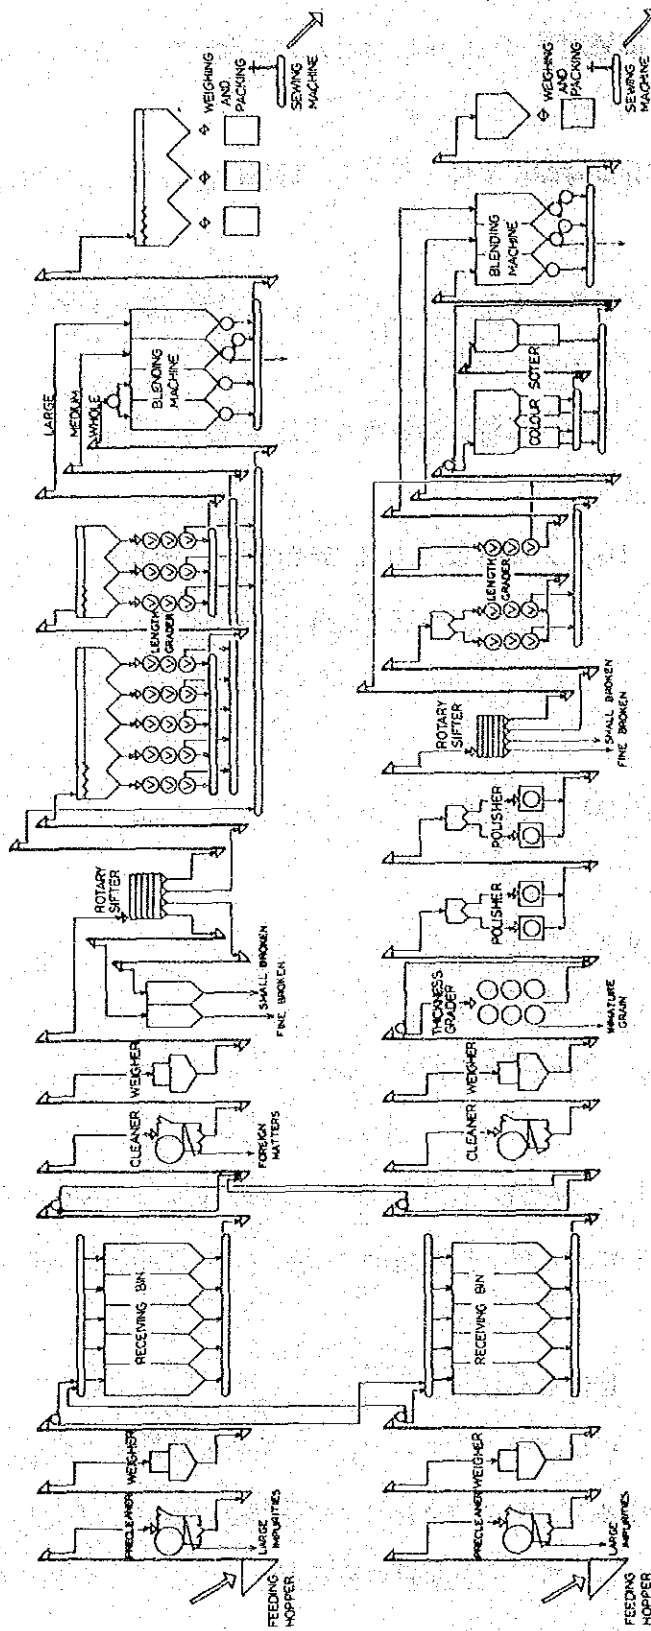 FEEDING
HOPPER
PRECLEANER
LARGE
IMPURITIES
WEIGHER
RECEIVING BIN
CLEANER
FOREIGN
MATTERS
WEIGHER
SMALL BROKEN
FINE BROKEN
ROTARY
SIFTER
LENGTH
GRADER
LARGE
MEDIUM
WHOLE
BLENDING
MACHINE
WEIGHING
AND
PACKING
SEWING
MACHINE
FEEDING
HOPPER
PRECLEANER
LARGE
IMPURITIES
WEIGHER
RECEIVING BIN
CLEANER
WEIGHER
THICKNESS
GRADER
IMMATURE
GRAIN
POLISHER
POLISHER
ROTARY
SIFTER
SMALL BROKEN
FINE BROKEN
LENGTH
GRADER
COLOUR SOTER
BLENDING
MACHINE
WEIGHING
AND
PACKING
SEWING
MACHINE